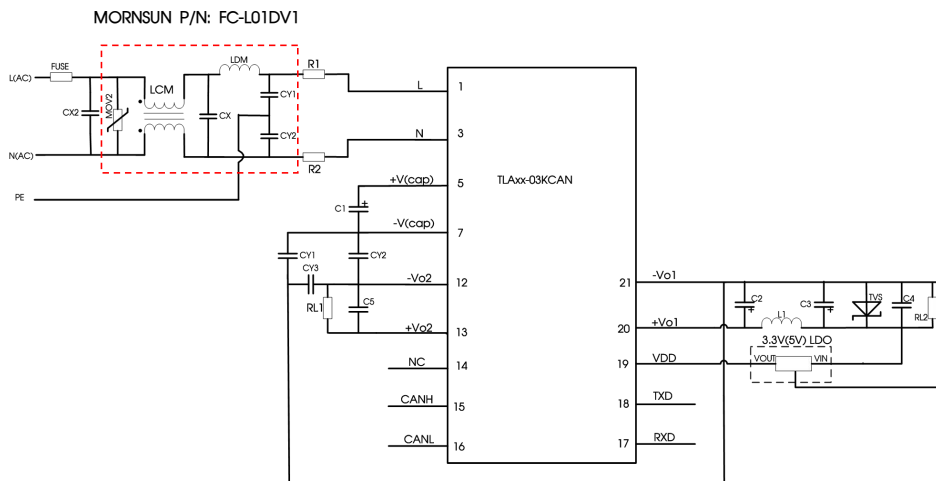 MORNSUN P/N: FC-L01DV1
FUSE
LDM
R1
L(AC)
LCM
L
1
MOV2
CX2
CX
CY1
CY2
N
3
N(AC)
R2
PE
TLAxx-03KCAN
+V(cap)
5
C1
+
-V(cap)
7
CY1
CY2
CY3
-Vo2
12
RL1
C5
+Vo2
13
NC
14
CANH
15
CANL
16
21
-Vo1
C2
+
C3
+
TVS
C4
RL2
L1
20
+Vo1
3.3V(5V) LDO
19
VDD
VOUT
VIN
18
TXD
17
RXD